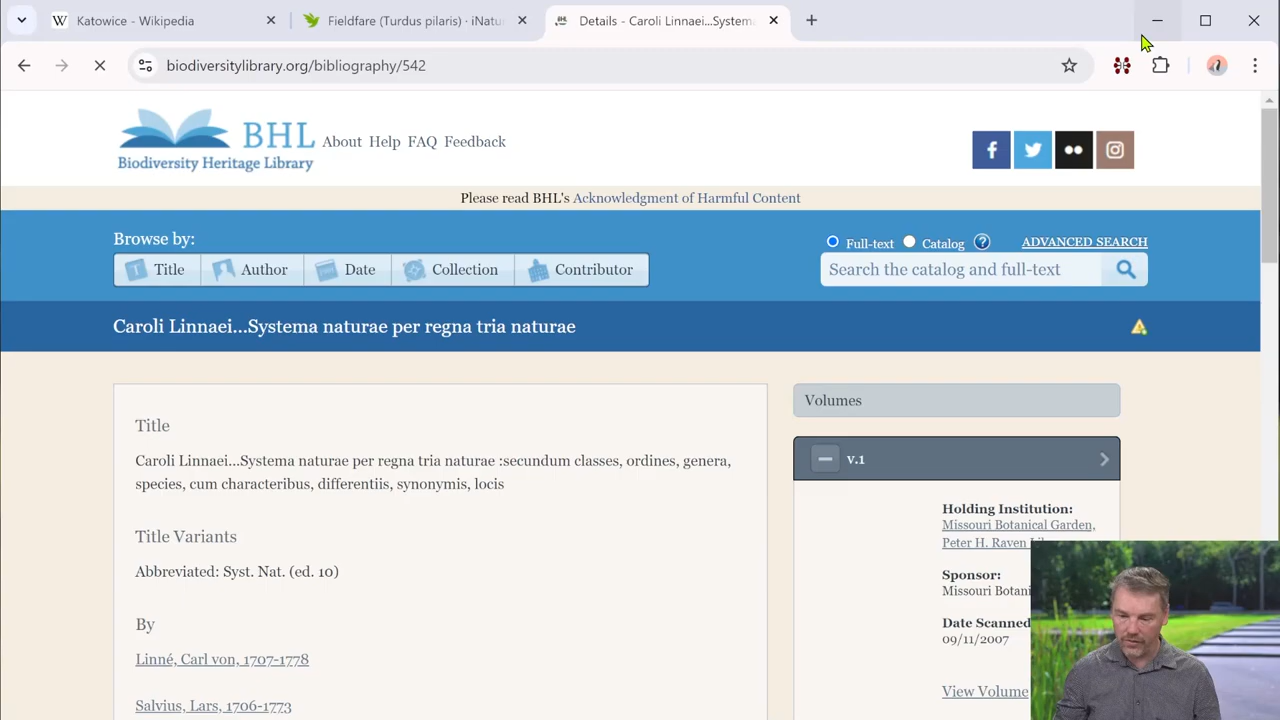 Katowice - Wikipedia
Fieldfare (Turdus pilaris) · iNatu
Details - Caroli Linnaei...Systema
biodiversitylibrary.org/bibliography/542
BHL
Biodiversity Heritage Library
About Help FAQ Feedback
Please read BHL's Acknowledgment of Harmful Content
Browse by:
Full-text Catalog ? ADVANCED SEARCH
Title Author Date Collection Contributor
Search the catalog and full-text
Caroli Linnaei...Systema naturae per regna tria naturae
Title
Caroli Linnaei...Systema naturae per regna tria naturae :secundum classes, ordines, genera,
species, cum characteribus, differentiis, synonymis, locis
Title Variants
Abbreviated: Syst. Nat. (ed. 10)
By
Linné, Carl von, 1707-1778
Salvius, Lars, 1706-1773
Volumes
v.1
Holding Institution:
Missouri Botanical Garden,
Peter H. Raven
Sponsor:
Missouri
Date Scanned
09/11/2007
View Volume